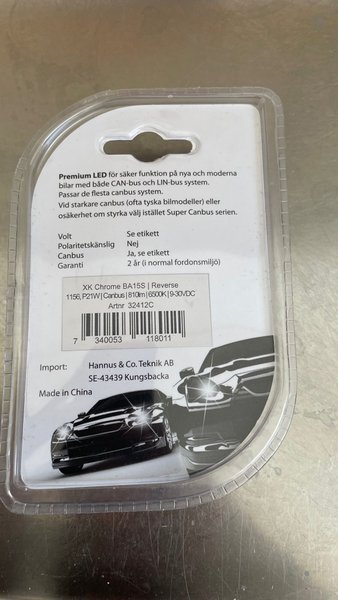 Premium LED för säker funktion på nya och moderna
bilar med både CAN-bus och LIN-bus system.
Passar de flesta canbus system.
Vid starkare canbus (ofta tyska bilmodeller) eller
osäkerhet om styrka välj istället Super Canbus serien.
Volt Se etikett
Polaritetskänslig Nej
Canbus Ja, se etikett
Garanti 2 år (i normal fordonsmiljö)
XK Chrome BA15S | Reverse
1156, P21W | Canbus | 810lm | 6500K | 9-30VDC
Artnr 32412C
7 340053 118011
Import: Hannus & Co. Teknik AB
SE-43439 Kungsbacka
Made in China